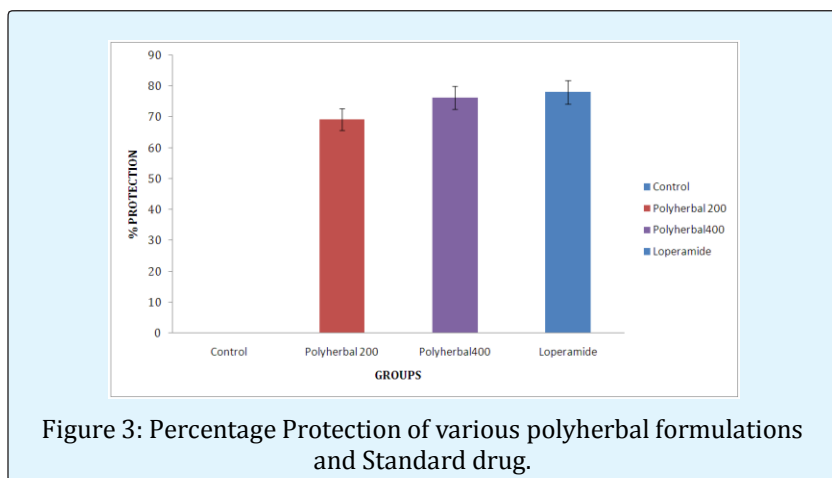 90
80
70
60
50
40
30
20
10
0
% PROTECTION
Control
Polyherbal 200
Polyherbal400
Loperamide
Control Polyherbal 200 Polyherbal400 Loperamide
GROUPS
Figure 3: Percentage Protection of various polyherbal formulations
and Standard drug.